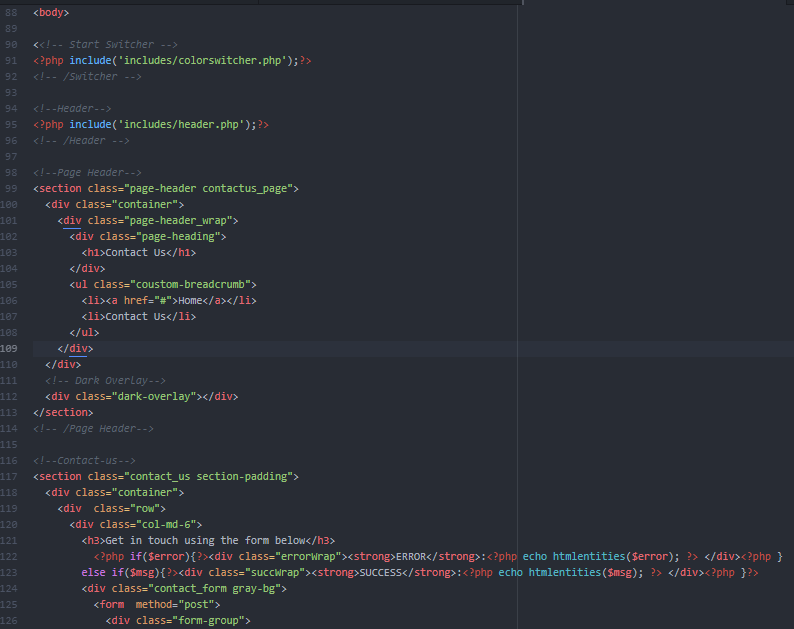 88 <body>
89
90 <<!-- Start Switcher -->
91 <?php include('includes/colorswitcher.php');?>
92 <!-- /Switcher -->
93
94 <!--Header-->
95 <?php include('includes/header.php');?>
96 <!-- /Header -->
97
98 <!--Page Header-->
99 <section class="page-header contactus_page">
100 <div class="container">
101 <div class="page-header_wrap">
102 <div class="page-heading">
103 <h1>Contact Us</h1>
104 </div>
105 <ul class="coustom-breadcrumb">
106 <li><a href="#">Home</a></li>
107 <li>Contact Us</li>
108 </ul>
109 </div>
110 </div>
111 <!-- Dark Overlay-->
112 <div class="dark-overlay"></div>
113 </section>
114 <!-- /Page Header-->
115
116 <!--Contact-us-->
117 <section class="contact_us section-padding">
118 <div class="container">
119 <div  class="row">
120 <div class="col-md-6">
121 <h3>Get in touch using the form below</h3>
122 <?php if($error){?><div class="errorWrap"><strong>ERROR</strong>:<?php echo htmlentities($error); ?> </div><?php }
123 else if($msg){?><div class="succWrap"><strong>SUCCESS</strong>:<?php echo htmlentities($msg); ?> </div><?php }?>
124 <div class="contact_form gray-bg">
125 <form  method="post">
126 <div class="form-group">